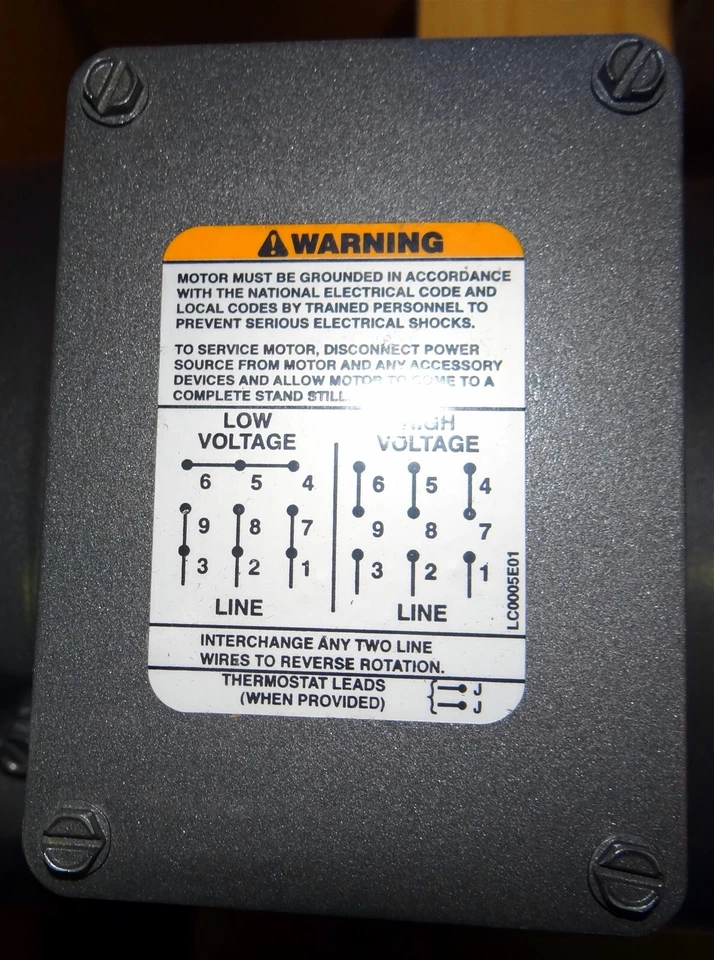 WARNING
MOTOR MUST BE GROUNDED IN ACCORDANCE
WITH THE NATIONAL ELECTRICAL CODE AND
LOCAL CODES BY TRAINED PERSONNEL TO
PREVENT SERIOUS ELECTRICAL SHOCKS.
TO SERVICE MOTOR, DISCONNECT POWER
SOURCE FROM MOTOR AND ANY ACCESSORY
DEVICES AND ALLOW MOTOR TO COME TO A
COMPLETE STAND STILL.
LOW
VOLTAGE
6 5 4
9 8 7
3 2 1
LINE
HIGH
VOLTAGE
6 5 4
9 8 7
3 2 1
LINE
LC0005E01
INTERCHANGE ANY TWO LINE
WIRES TO REVERSE ROTATION.
THERMOSTAT LEADS
(WHEN PROVIDED)
J
J